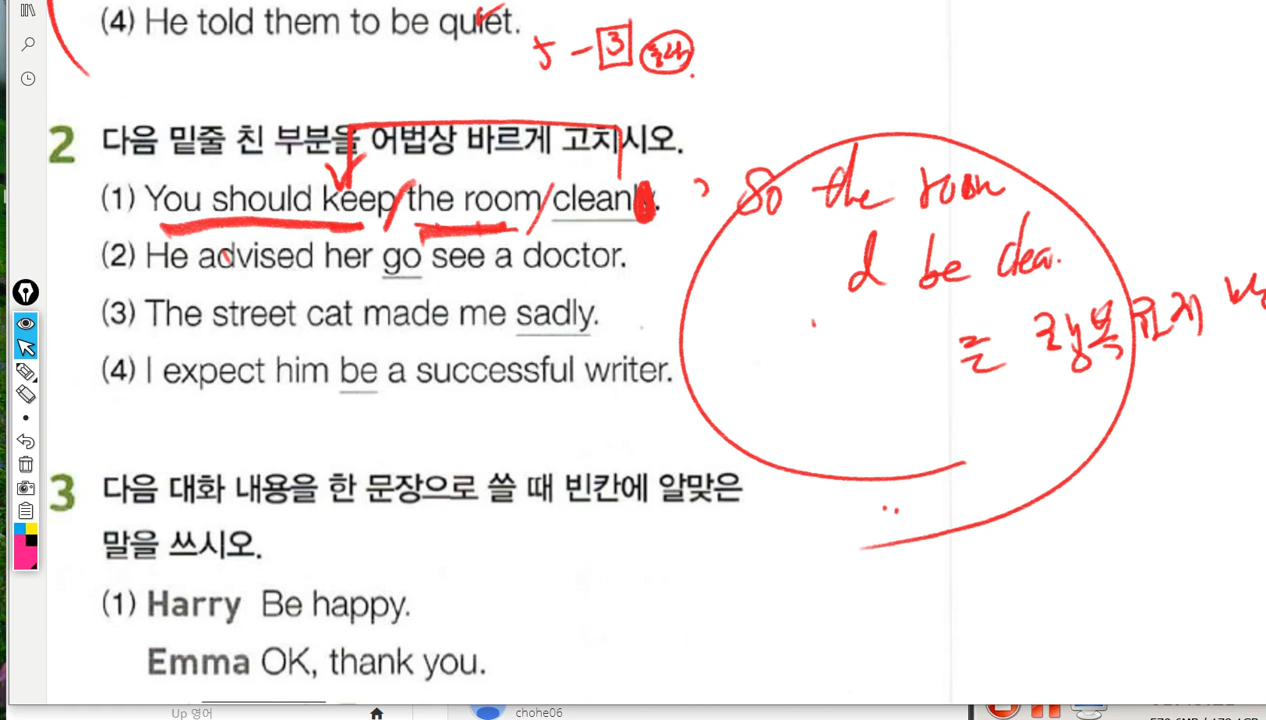 (4) He told them to be quiet.
5 - 3
2 다음 밑줄 친 부분을 어법상 바르게 고치시오.
(1) You should keep the room cleanly.
So the room
be clea.
(2) He advised her go see a doctor.
(3) The street cat made me sadly.
(4) I expect him be a successful writer.
3 다음 대화 내용을 한 문장으로 쓸 때 빈칸에 알맞은
말을 쓰시오.
(1) Harry Be happy.
Emma OK, thank you.
Up 영어
chohe06